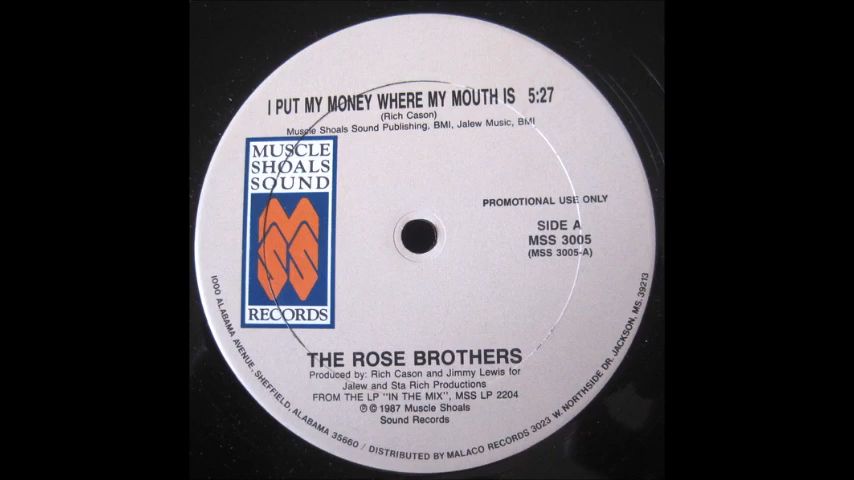 I PUT MY MONEY WHERE MY MOUTH IS 5:27
(Rich Cason)
Muscle Shoals Sound Publishing, BMI, Jalew Music, BMI
MUSCLE
SHOALS
SOUND
MSS
RECORDS
PROMOTIONAL USE ONLY
SIDE A
MSS 3005
(MSS 3005-A)
THE ROSE BROTHERS
Produced by: Rich Cason and Jimmy Lewis for
Jalew and Sta Rich Productions
FROM THE LP "IN THE MIX", MSS LP 2204
℗ © 1987 Muscle Shoals
Sound Records
1000 ALABAMA AVENUE, SHEFFIELD, ALABAMA 35660 / DISTRIBUTED BY MALACO RECORDS 3023 W. NORTHSIDE DR. JACKSON, MS. 39213